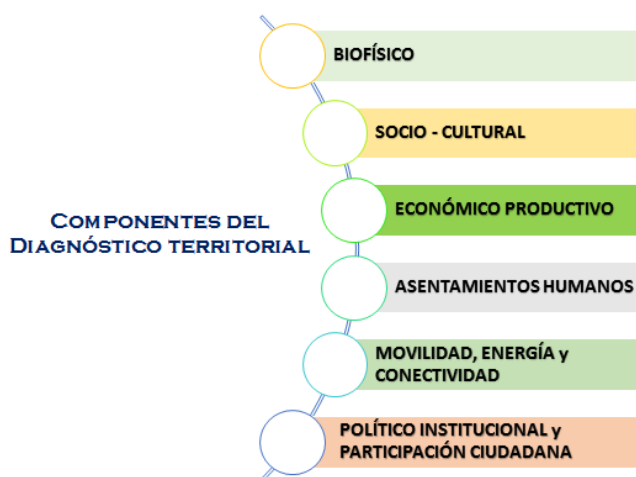 COMPONENTES DEL
DIAGNÓSTICO TERRITORIAL
BIOFÍSICO
SOCIO - CULTURAL
ECONÓMICO PRODUCTIVO
ASENTAMIENTOS HUMANOS
MOVILIDAD, ENERGÍA y
CONECTIVIDAD
POLÍTICO INSTITUCIONAL y
PARTICIPACIÓN CIUDADANA